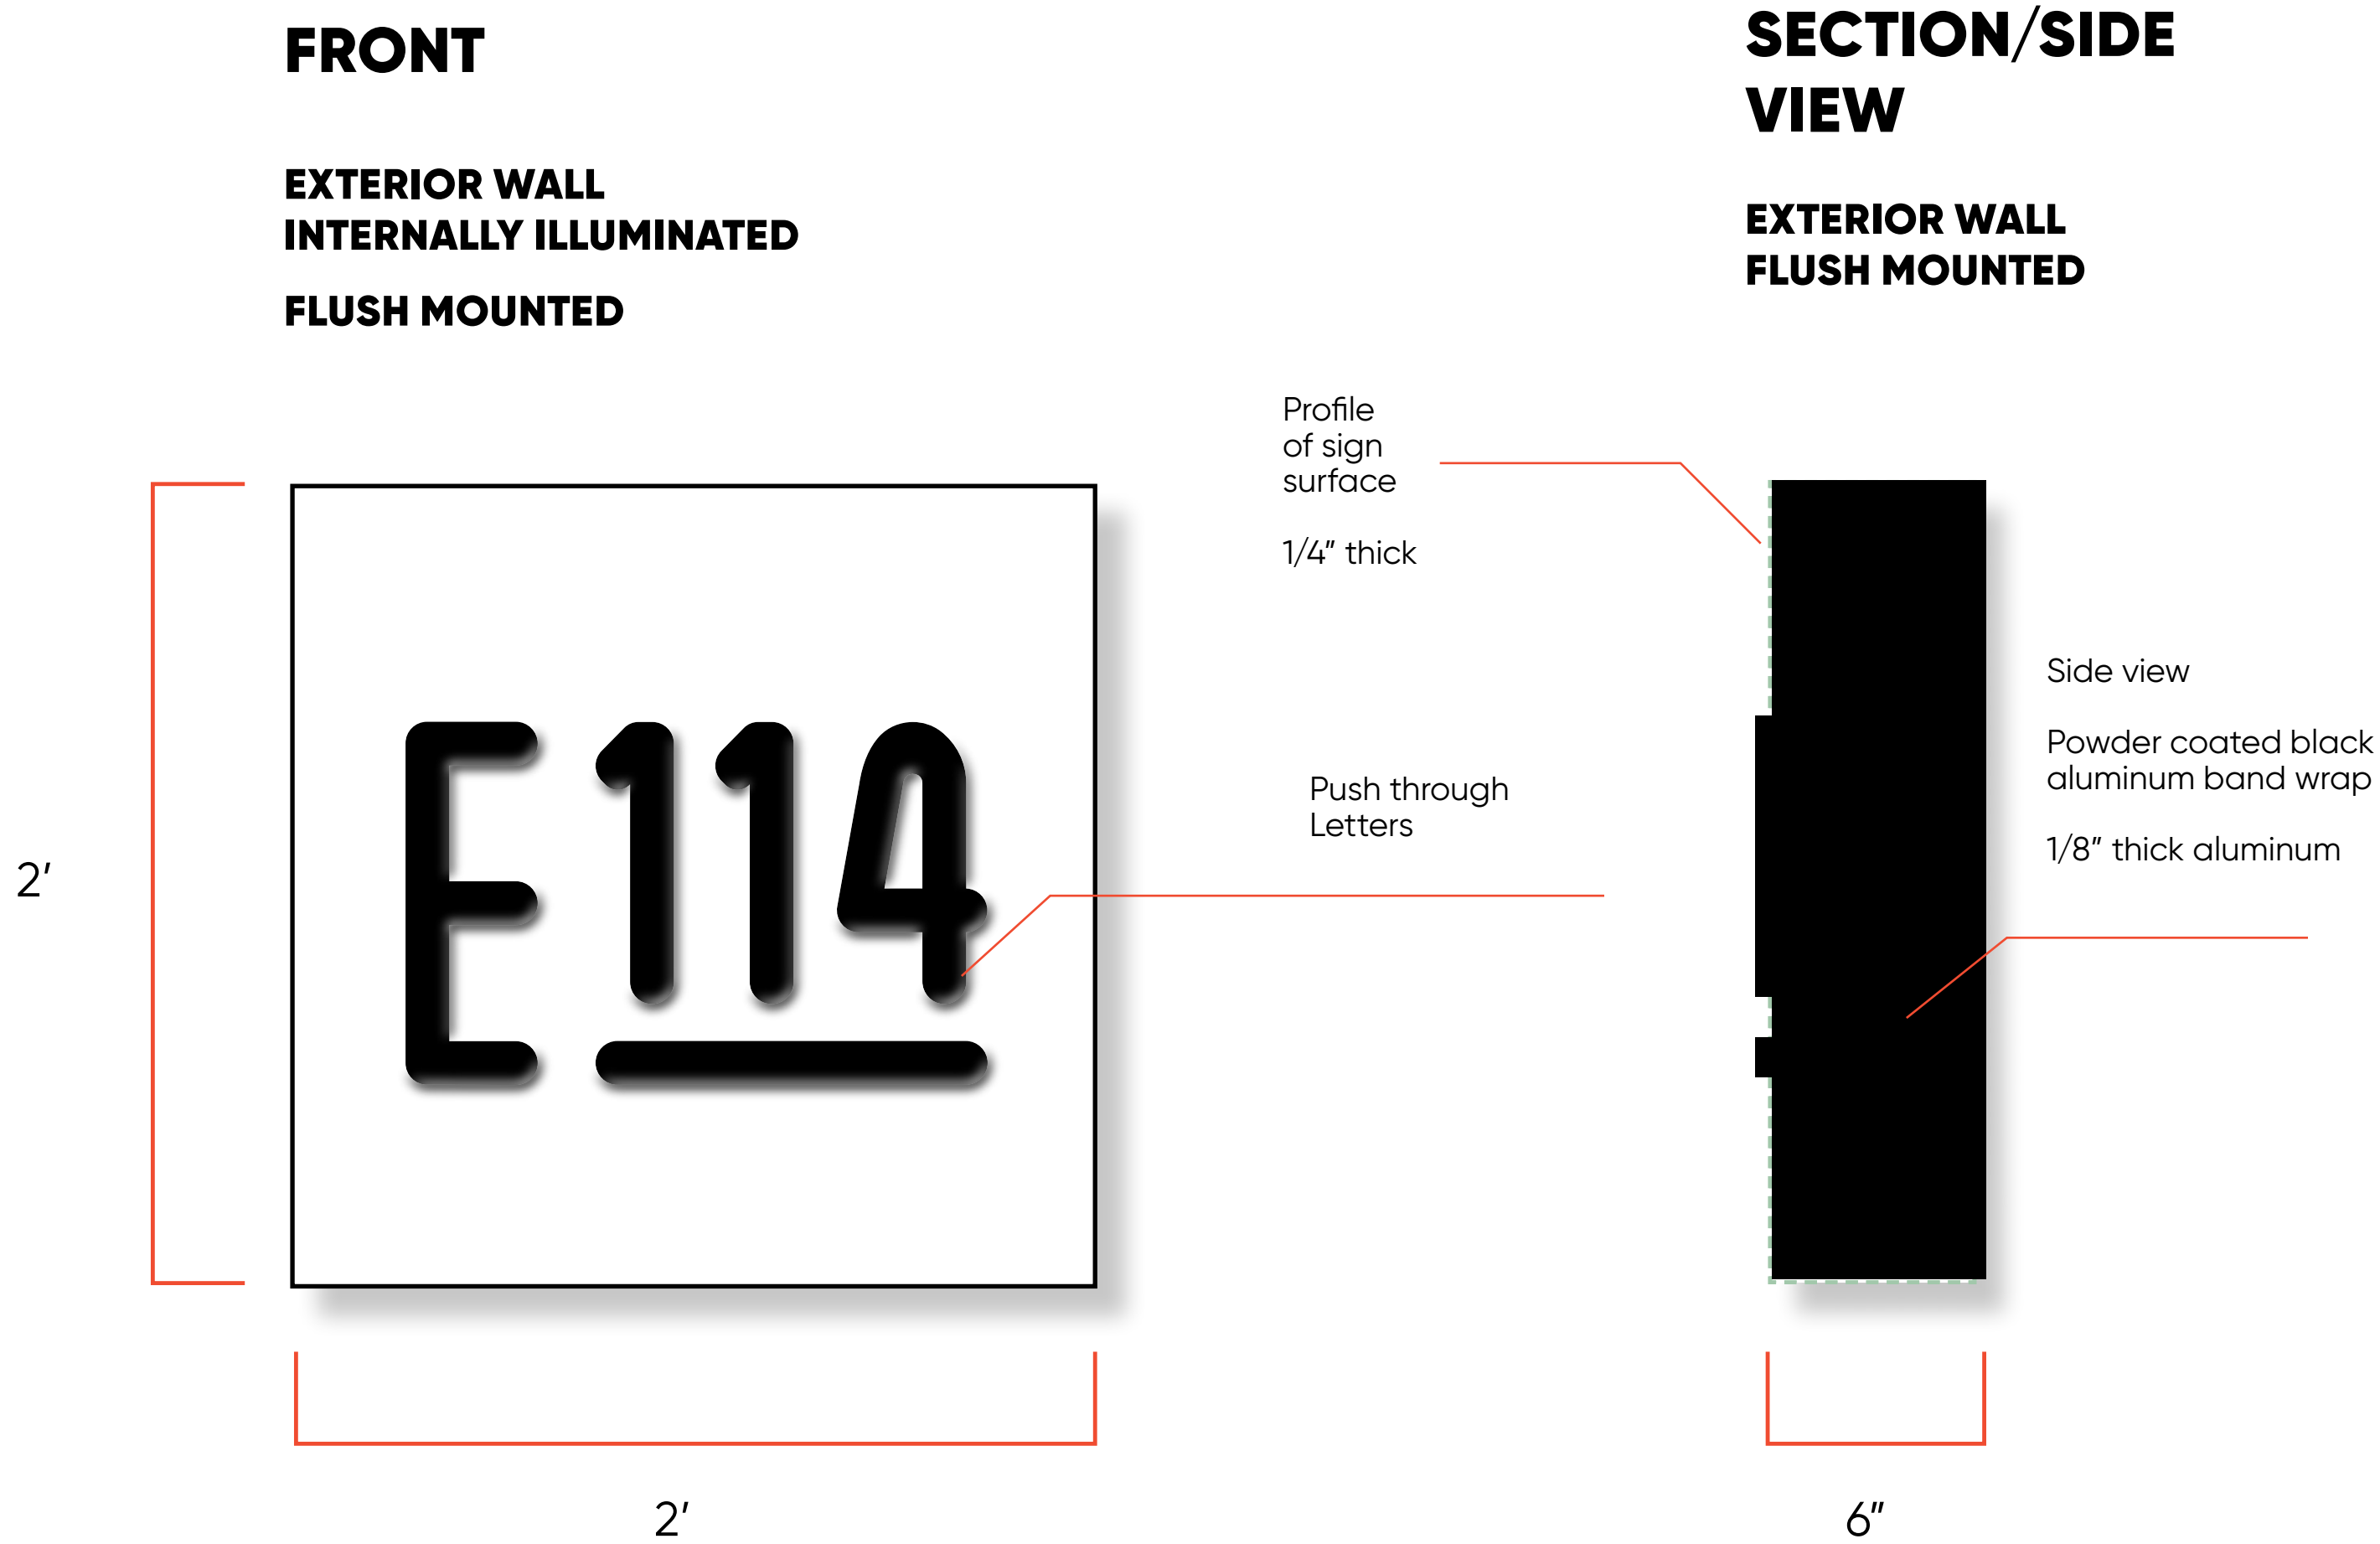 FRONT
EXTERIOR WALL
INTERNALLY ILLUMINATED
FLUSH MOUNTED
SECTION/SIDE
VIEW
EXTERIOR WALL
FLUSH MOUNTED
Profile
of sign
surface
1/4” thick
E114
Push through
Letters
Side view
Powder coated black
aluminum band wrap
1/8” thick aluminum
2’
2’
6”